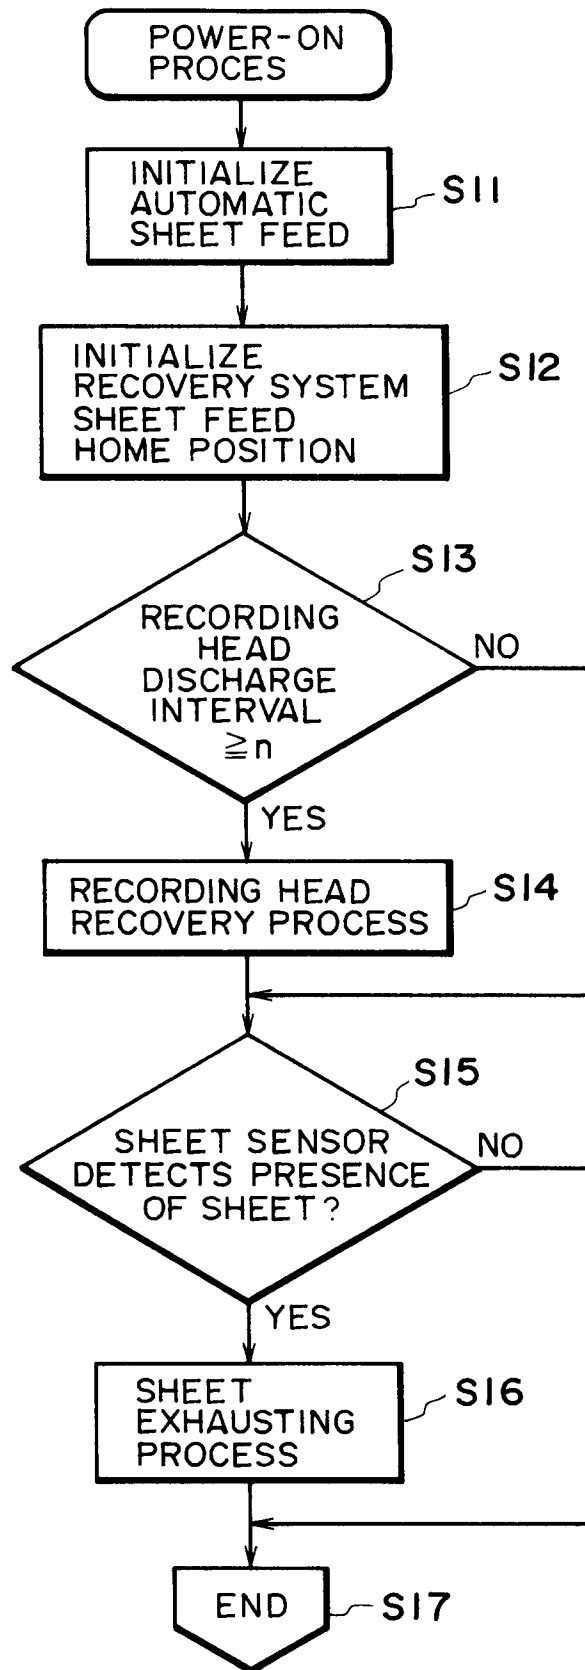 POWER-ON
PROCES
INITIALIZE
AUTOMATIC
SHEET FEED
S11
INITIALIZE
RECOVERY SYSTEM
SHEET FEED
HOME POSITION
S12
S13
RECORDING
HEAD
DISCHARGE
INTERVAL
≧n
NO
YES
RECORDING HEAD
RECOVERY PROCESS
S14
S15
SHEET SENSOR
DETECTS PRESENCE
OF SHEET?
NO
YES
SHEET
EXHAUSTING
PROCESS
S16
END
S17